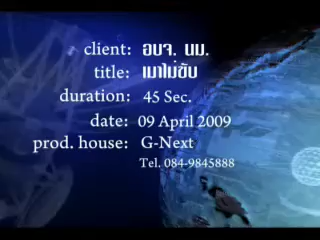 client: อบจ. นม.
title: เมาไม่ขับ
duration: 45 Sec.
date: 09 April 2009
prod. house: G-Next
Tel. 084-9845888